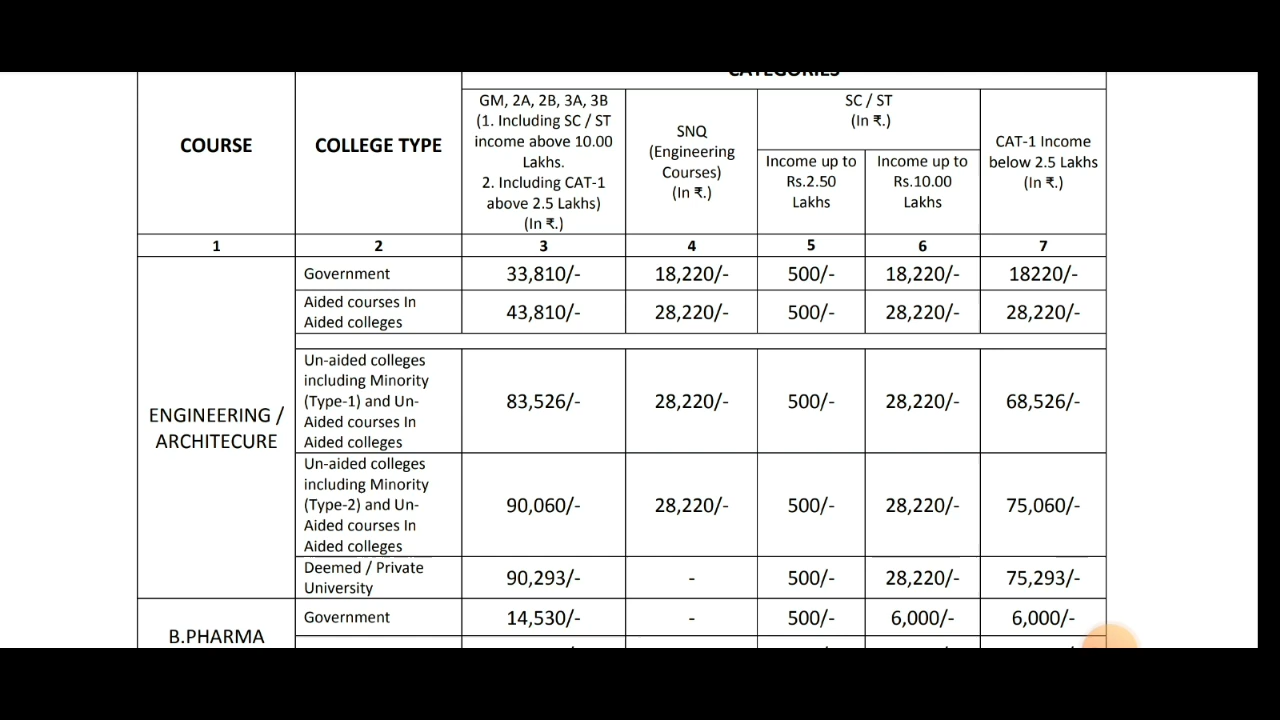 CATEGORIES
COURSE
COLLEGE TYPE
GM, 2A, 2B, 3A, 3B
(1. Including SC / ST
income above 10.00
Lakhs.
2. Including CAT-1
above 2.5 Lakhs)
(In ₹.)
SNQ
(Engineering
Courses)
(In ₹.)
SC / ST
(In ₹.)
Income up to
Rs.2.50
Lakhs
Income up to
Rs.10.00
Lakhs
CAT-1 Income
below 2.5 Lakhs
(In ₹.)
1 2 3 4 5 6 7
ENGINEERING /
ARCHITECURE
Government 33,810/- 18,220/- 500/- 18,220/- 18220/-
Aided courses In
Aided colleges
43,810/- 28,220/- 500/- 28,220/- 28,220/-
Un-aided colleges
including Minority
(Type-1) and Un-
Aided courses In
Aided colleges
83,526/- 28,220/- 500/- 28,220/- 68,526/-
Un-aided colleges
including Minority
(Type-2) and Un-
Aided courses In
Aided colleges
90,060/- 28,220/- 500/- 28,220/- 75,060/-
Deemed / Private
University
90,293/- - 500/- 28,220/- 75,293/-
B.PHARMA
Government 14,530/- - 500/- 6,000/- 6,000/-